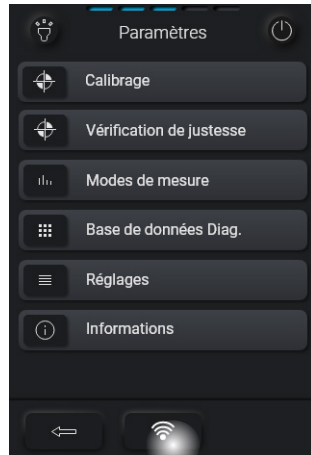 Paramètres
Calibrage
Vérification de justesse
Modes de mesure
Base de données Diag.
Réglages
Informations